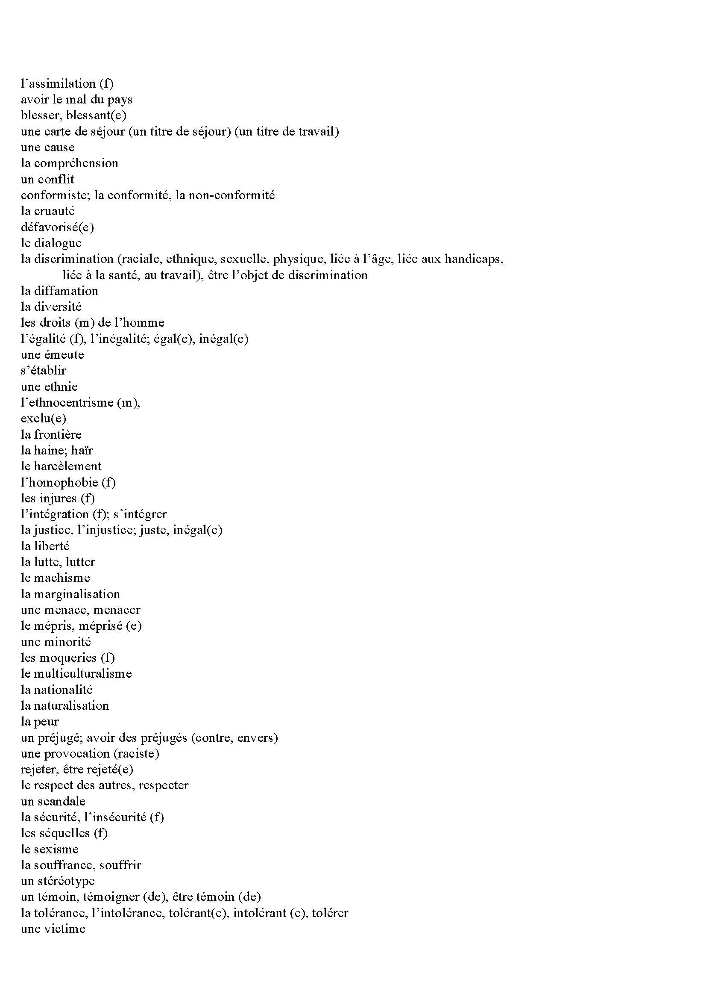 l’assimilation (f)
avoir le mal du pays
blesser, blessant(e)
une carte de séjour (un titre de séjour) (un titre de travail)
une cause
la compréhension
un conflit
conformiste; la conformité, la non-conformité
la cruauté
défavorisé(e)
le dialogue
la discrimination (raciale, ethnique, sexuelle, physique, liée à l’âge, liée aux handicaps,
liée à la santé, au travail), être l’objet de discrimination
la diffamation
la diversité
les droits (m) de l’homme
l’égalité (f), l’inégalité; égal(e), inégal(e)
une émeute
s’établir
une ethnie
l’ethnocentrisme (m),
exclu(e)
la frontière
la haine; haïr
le harcèlement
l’homophobie (f)
les injures (f)
l’intégration (f); s’intégrer
la justice, l’injustice; juste, inégal(e)
la liberté
la lutte, lutter
le machisme
la marginalisation
une menace, menacer
le mépris, méprisé (e)
une minorité
les moqueries (f)
le multiculturalisme
la nationalité
la naturalisation
la peur
un préjugé; avoir des préjugés (contre, envers)
une provocation (raciste)
rejeter, être rejeté(e)
le respect des autres, respecter
un scandale
la sécurité, l’insécurité (f)
les séquelles (f)
le sexisme
la souffrance, souffrir
un stéréotype
un témoin, témoigner (de), être témoin (de)
la tolérance, l’intolérance, tolérant(e), intolérant (e), tolérer
une victime